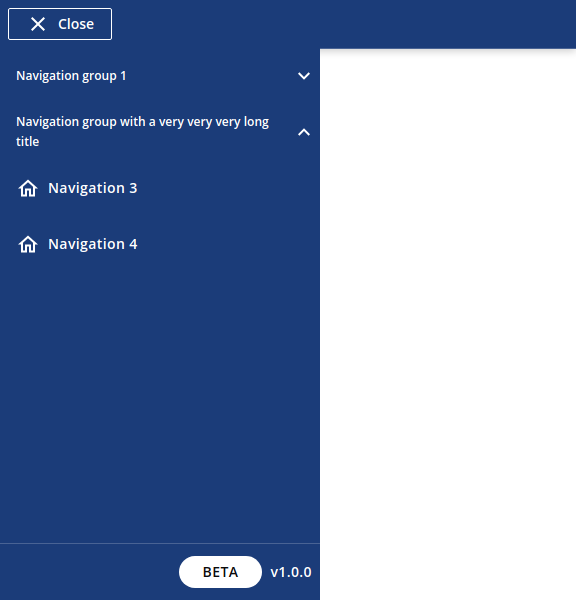 Close
Navigation group 1
Navigation group with a very very very long
title
Navigation 3
Navigation 4
BETA v1.0.0